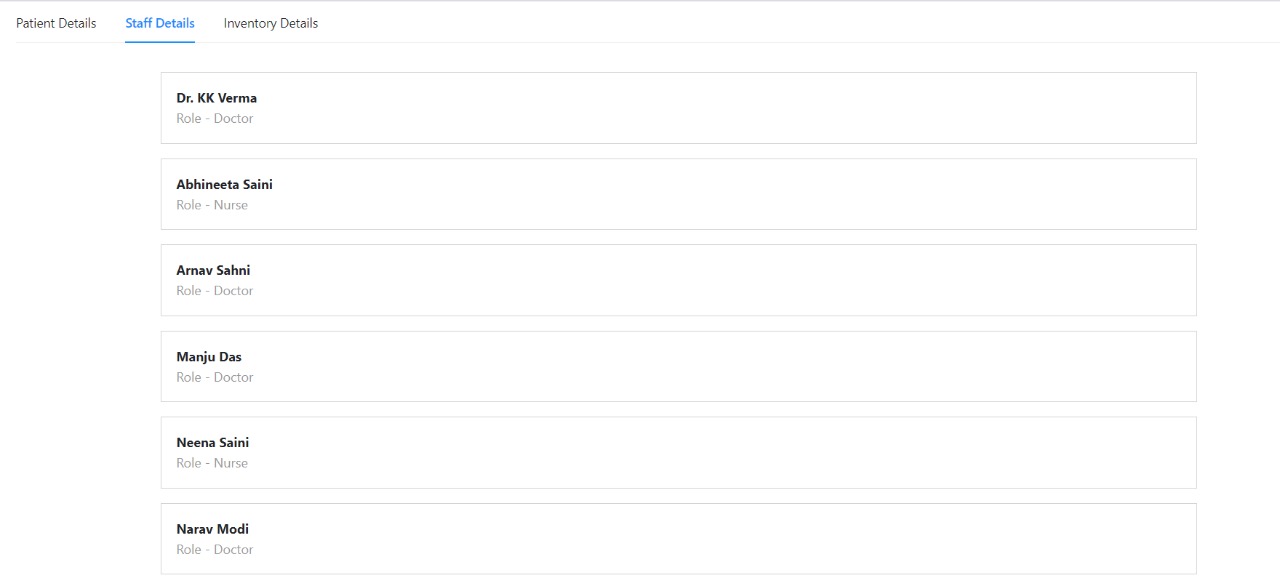 Patient Details Staff Details Inventory Details
Dr. KK Verma
Role - Doctor
Abhineeta Saini
Role - Nurse
Arnav Sahni
Role - Doctor
Manju Das
Role - Doctor
Neena Saini
Role - Nurse
Narav Modi
Role - Doctor